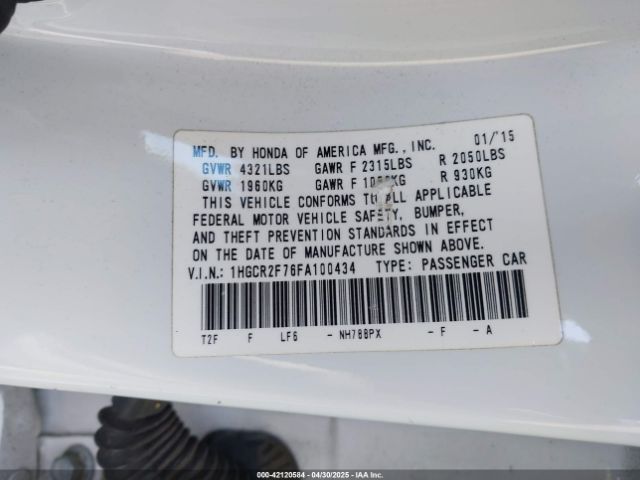 MFD. BY HONDA OF AMERICA MFG., INC. 01/'15
GVWR 4321LBS GAWR F 2315LBS R 2050LBS
GVWR 1960KG GAWR F R 930KG
THIS VEHICLE CONFORMS TO ALL APPLICABLE
FEDERAL MOTOR VEHICLE SAFETY, BUMPER,
AND THEFT PREVENTION STANDARDS IN EFFECT
ON THE DATE OF MANUFACTURE SHOWN ABOVE.
V.I.N.: 1HGCR2F76FA100434 TYPE: PASSENGER CAR
T2F F LF6 - NH788PX - F - A
000-42120584 - 04/30/2025 - IAA Inc.